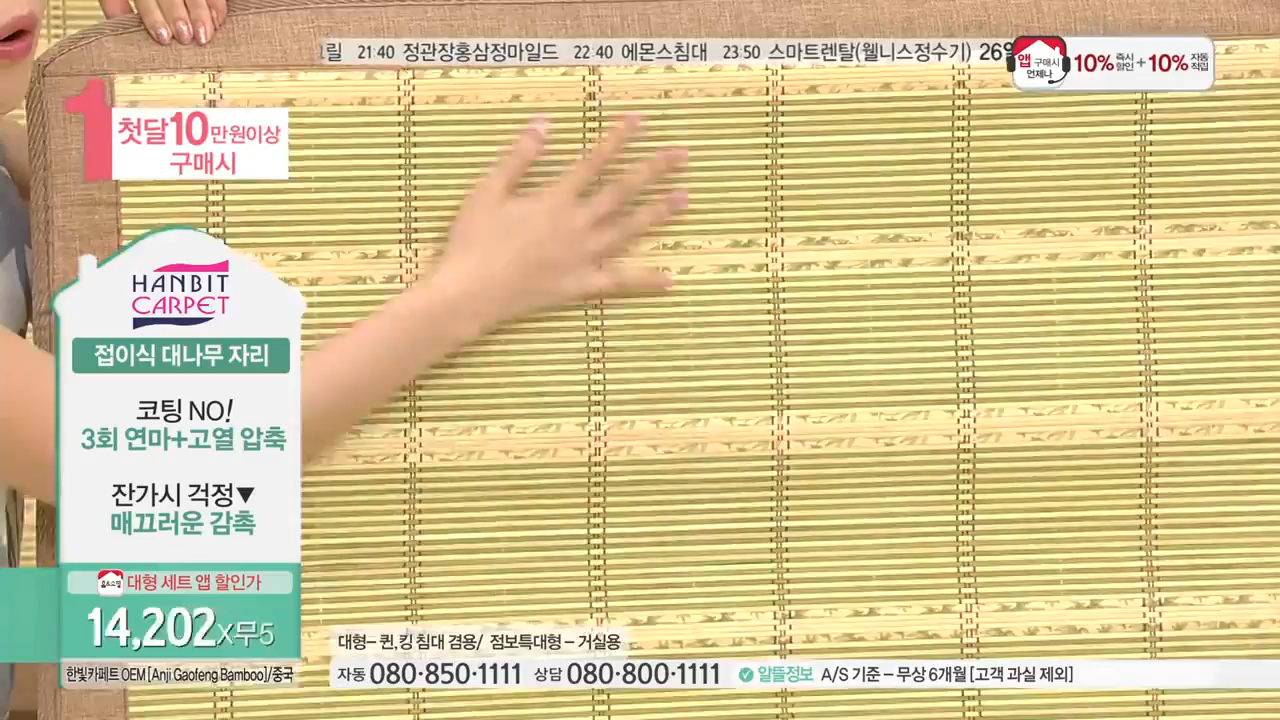 1릴 21:40 정관장홍삼정마일드 22:40 에몬스침대 23:50 스마트렌탈(웰니스정수기) 26일
앱 구매시 언제나 10% 즉시할인 + 10% 자동적립
1 첫달10만원이상
구매시
HANBIT
CARPET
접이식 대나무 자리
코팅 NO!
3회 연마+고열 압축
잔가시 걱정▼
매끄러운 감촉
홈&쇼핑 대형 세트 앱 할인가
14,202X무5
한빛카페트 OEM [Anji Gaofeng Bamboo]/중국
대형– 퀸,킹 침대 겸용/ 점보특대형 – 거실용
자동 080·850·1111 상담 080·800·1111 알뜰정보 A/S 기준 – 무상 6개월 [고객 과실 제외]